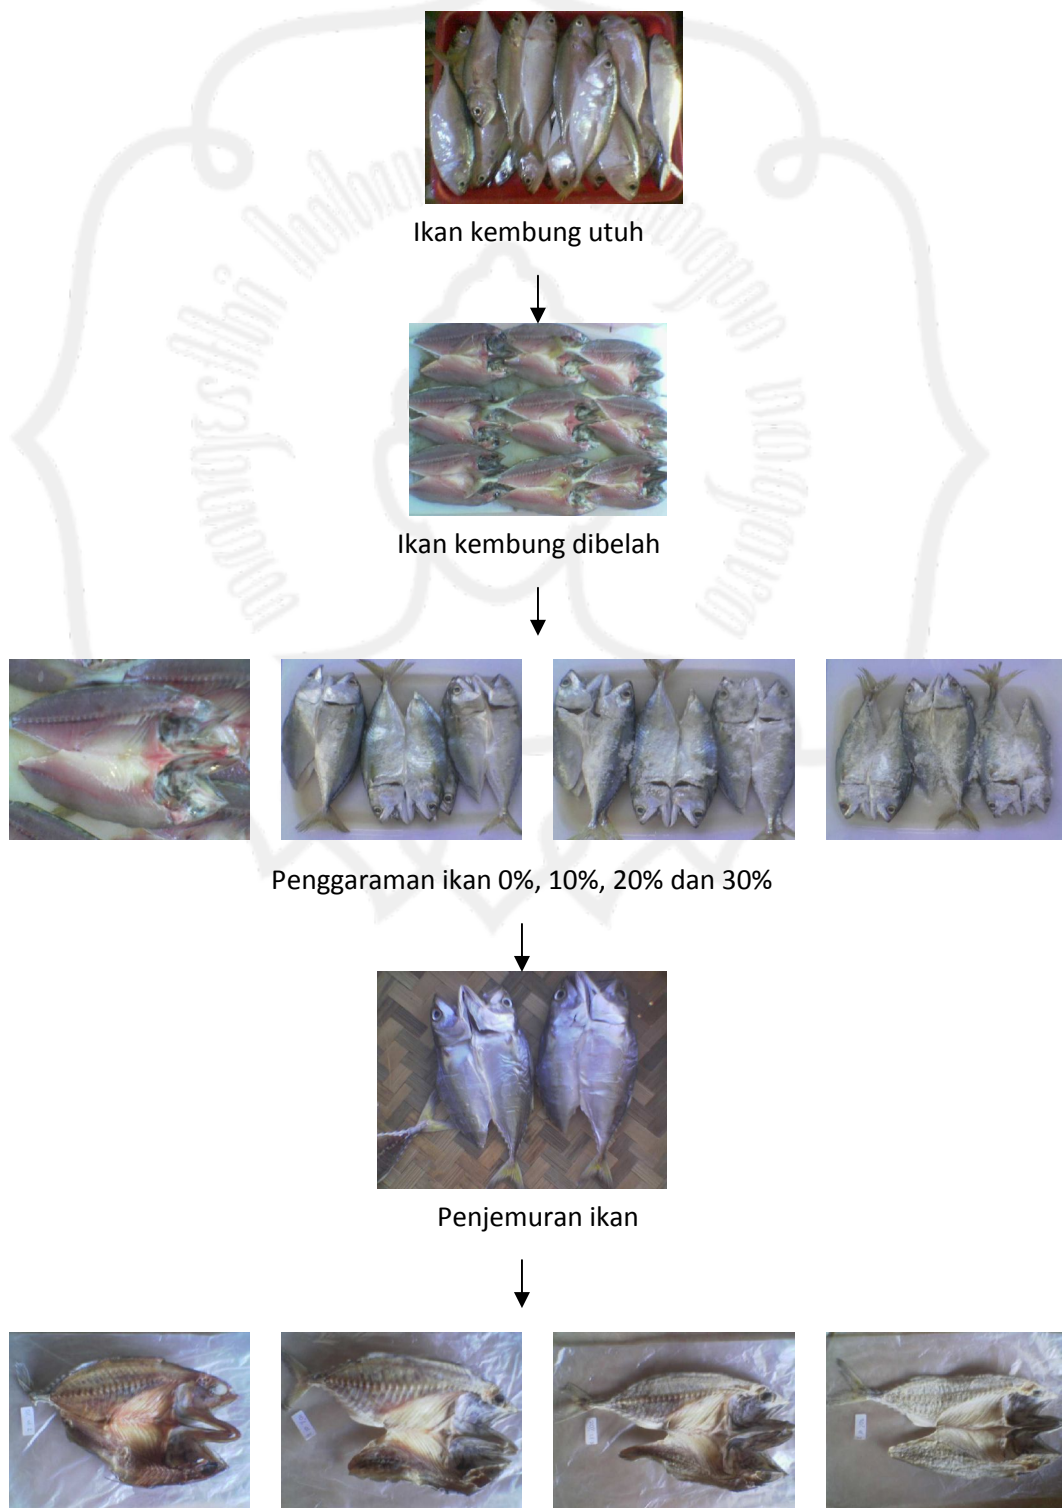 Ikan kembung utuh
Ikan kembung dibelah
Penggaraman ikan 0%, 10%, 20% dan 30%
Penjemuran ikan